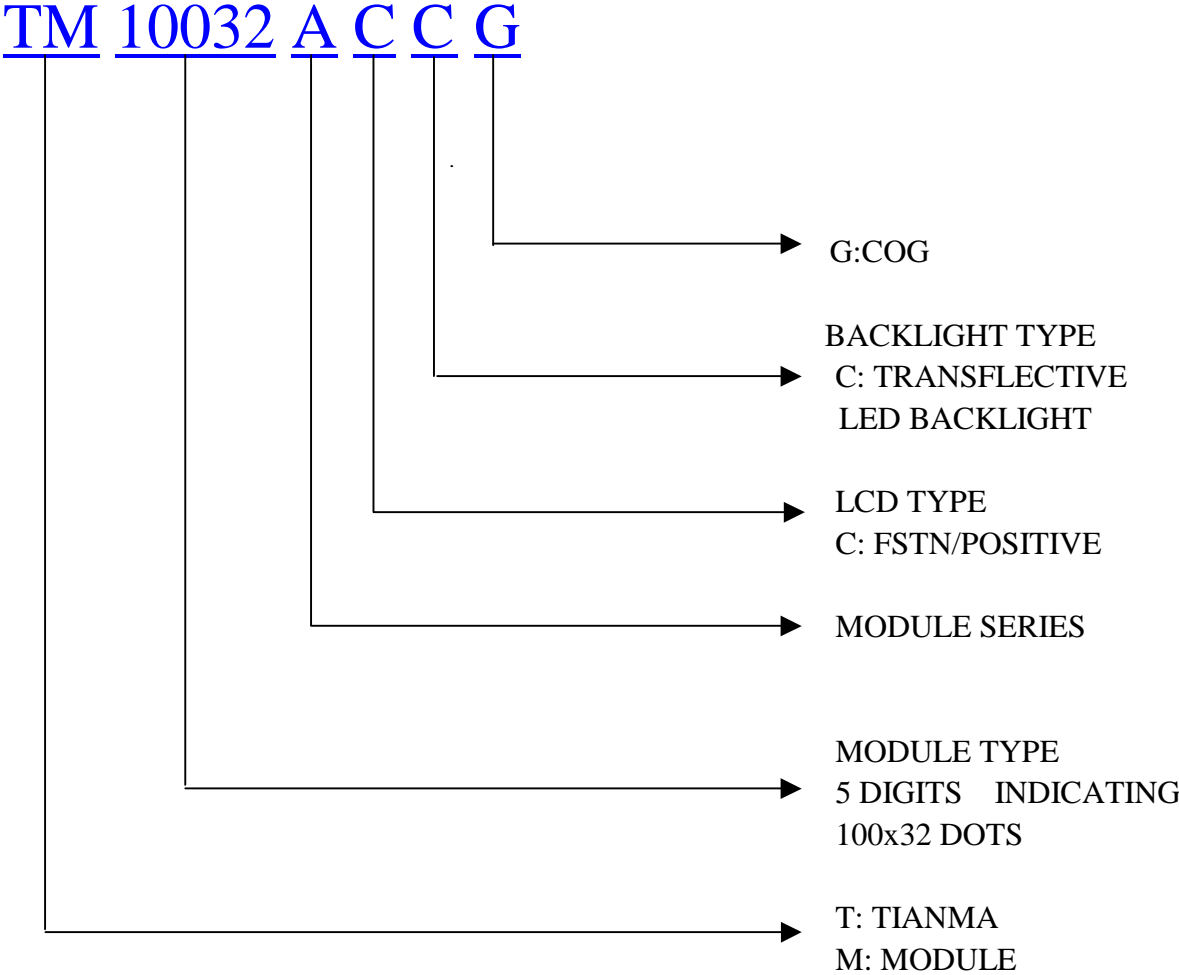 TM 10032 A C C G
G:COG
BACKLIGHT TYPE
C: TRANSFLECTIVE
LED BACKLIGHT
LCD TYPE
C: FSTN/POSITIVE
MODULE SERIES
MODULE TYPE
5 DIGITS INDICATING
100x32 DOTS
T: TIANMA
M: MODULE